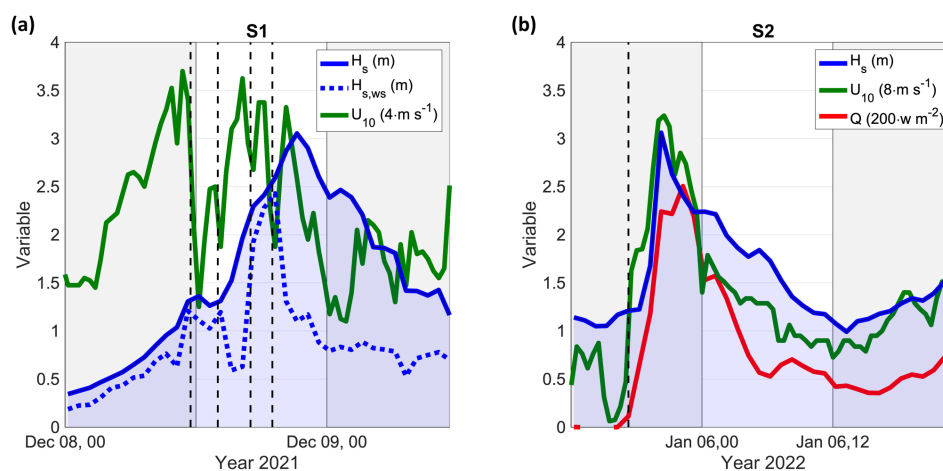 (a)
S1
H_s (m)
H_s,ws (m)
U_10 (4·m s^-1)
4
3.5
3
2.5
2
1.5
1
0.5
0
Variable
Dec 08, 00
Dec 09, 00
Year 2021
(b)
S2
H_s (m)
U_10 (8·m s^-1)
Q (200·w m^-2)
4
3.5
3
2.5
2
1.5
1
0.5
0
Variable
Jan 06,00
Jan 06,12
Year 2022